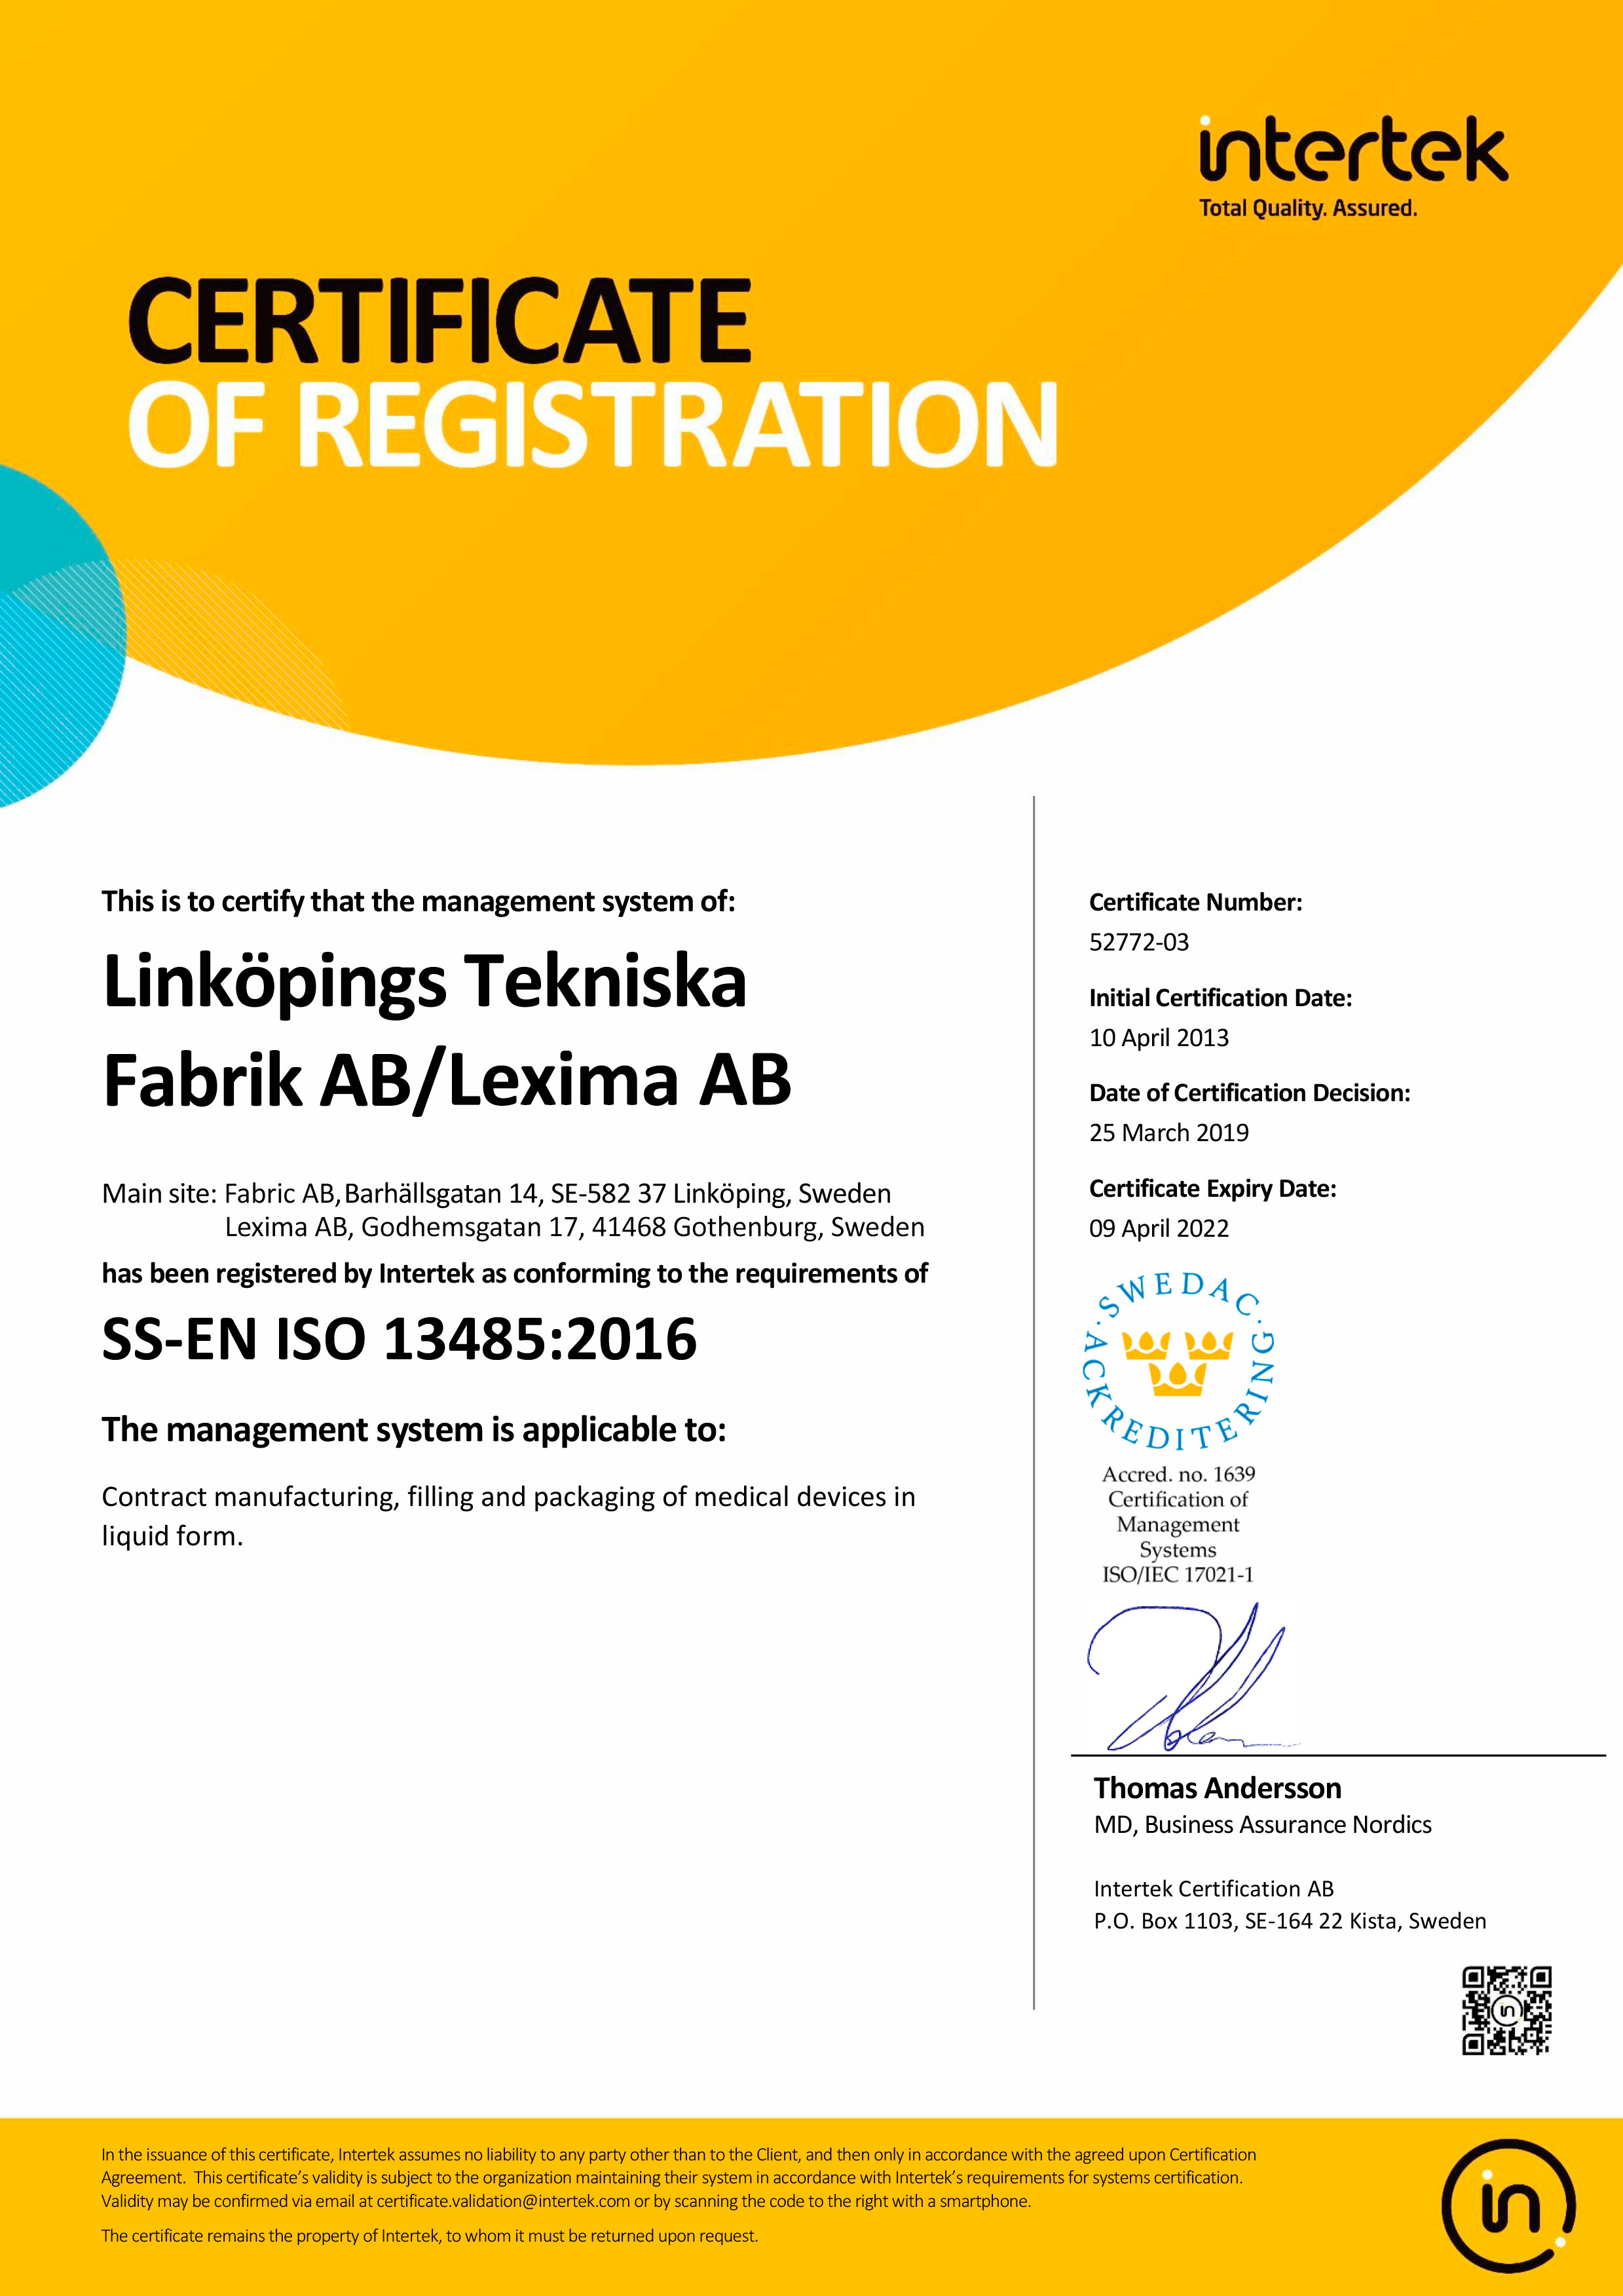 intertek
Total Quality. Assured.
CERTIFICATE
OF REGISTRATION
This is to certify that the management system of:
Linköpings Tekniska
Fabrik AB/Lexima AB
Main site: Fabric AB, Barhällsgatan 14, SE-582 37 Linköping, Sweden
Lexima AB, Godhemsgatan 17, 41468 Gothenburg, Sweden
has been registered by Intertek as conforming to the requirements of
SS-EN ISO 13485:2016
The management system is applicable to:
Contract manufacturing, filling and packaging of medical devices in
liquid form.
Certificate Number:
52772-03
Initial Certification Date:
10 April 2013
Date of Certification Decision:
25 March 2019
Certificate Expiry Date:
09 April 2022
·SWEDAC·
ACKREDITERING
Accred. no. 1639
Certification of
Management
Systems
ISO/IEC 17021-1
Thomas Andersson
MD, Business Assurance Nordics
Intertek Certification AB
P.O. Box 1103, SE-164 22 Kista, Sweden
in
In the issuance of this certificate, Intertek assumes no liability to any party other than to the Client, and then only in accordance with the agreed upon Certification
Agreement. This certificate's validity is subject to the organization maintaining their system in accordance with Intertek's requirements for systems certification.
Validity may be confirmed via email at certificate.validation@intertek.com or by scanning the code to the right with a smartphone.
The certificate remains the property of Intertek, to whom it must be returned upon request.
in